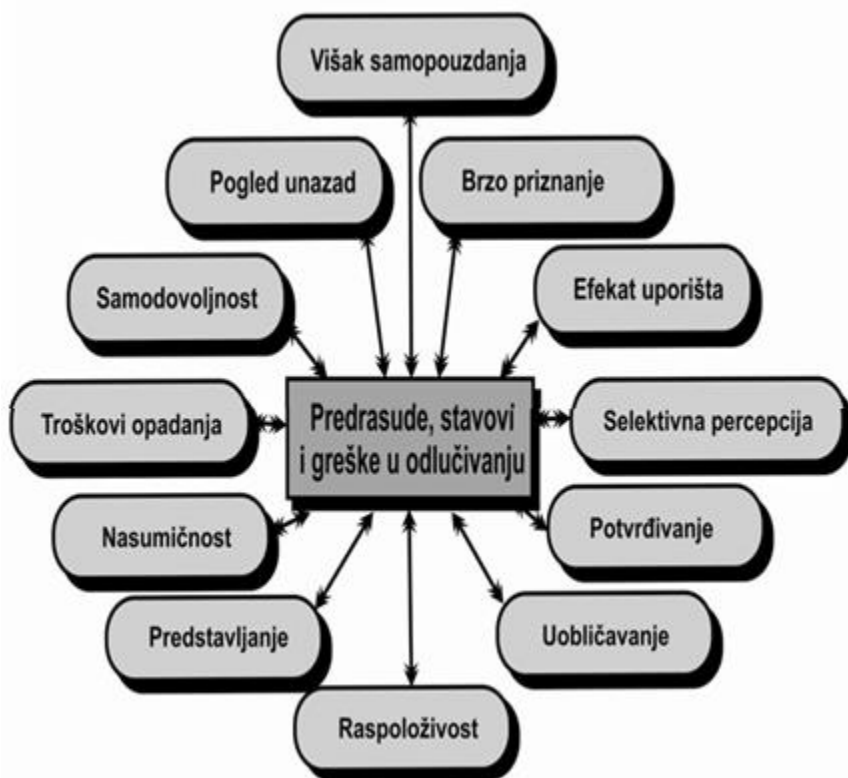 Višak samopouzdanja
Pogled unazad
Brzo priznanje
Samodovoljnost
Efekat uporišta
Troškovi opadanja
Predrasude, stavovi
i greške u odlučivanju
Selektivna percepcija
Nasumičnost
Potvrđivanje
Predstavljanje
Uobličavanje
Raspoloživost